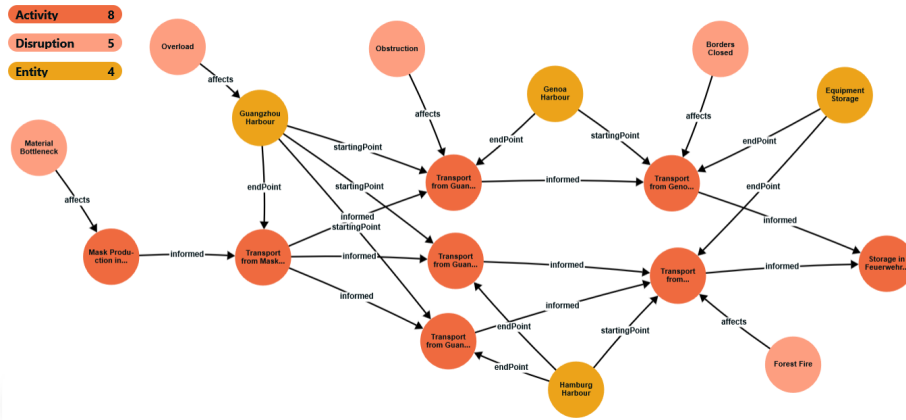 Activity 8
Disruption 5
Entity 4
Overload
Obstruction
Borders
Closed
affects
Genoa
Harbour
Equipment
Storage
Guangzhou
Harbour
affects
affects
Material
Bottleneck
startingPoint
endPoint
startingPoint
endPoint
endPoint
startingPoint
endPoint
Transport
from Guan...
informed
Transport
from Geno...
affects
informed
startingPoint
informed
Mask Produ-
ction in...
informed
Transport
from Mask...
informed
Transport
from Guan...
informed
Transport
from...
informed
Storage in
Feuerwehr...
informed
informed
endPoint
startingPoint
affects
Transport
from Guan...
endPoint
Forest Fire
Hamburg
Harbour